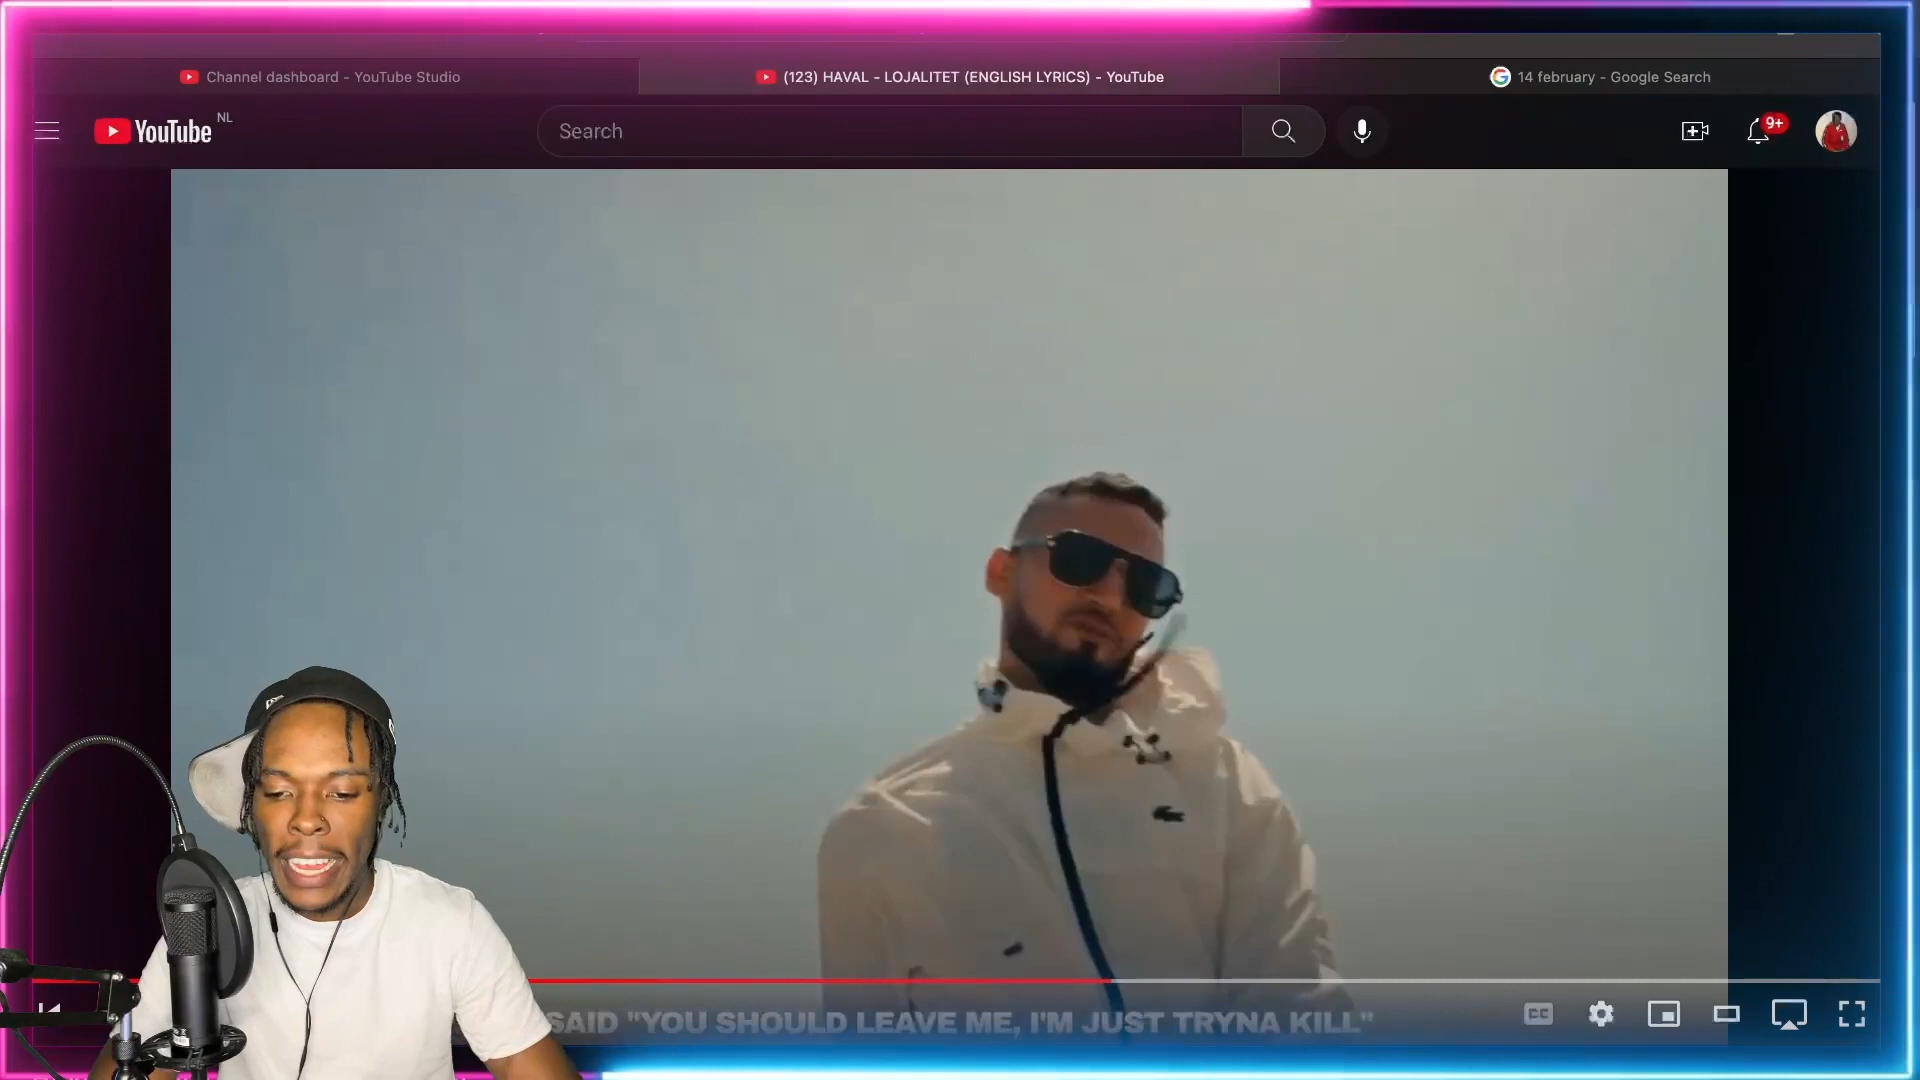 Channel dashboard - YouTube Studio
(123) HAVAL - LOJALITET (ENGLISH LYRICS) - YouTube
14 february - Google Search
YouTube NL
Search
9+
SAID "YOU SHOULD LEAVE ME, I'M JUST TRYNA KILL"
CC